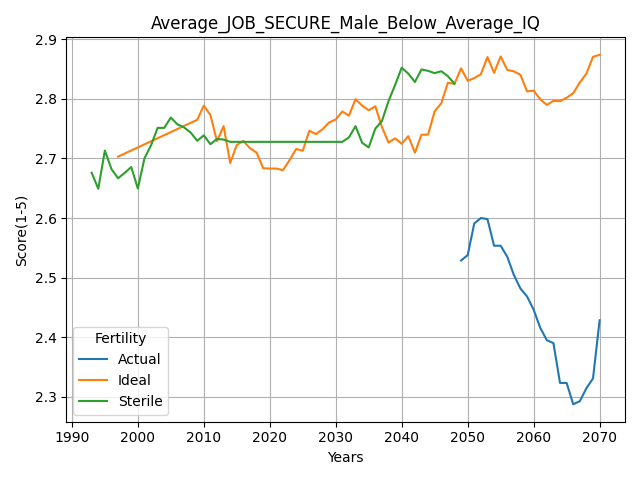 Average_JOB_SECURE_Male_Below_Average_IQ
Score(1-5)
2.9
2.8
2.7
2.6
2.5
2.4
2.3
Fertility
Actual
Ideal
Sterile
1990 2000 2010 2020 2030 2040 2050 2060 2070
Years